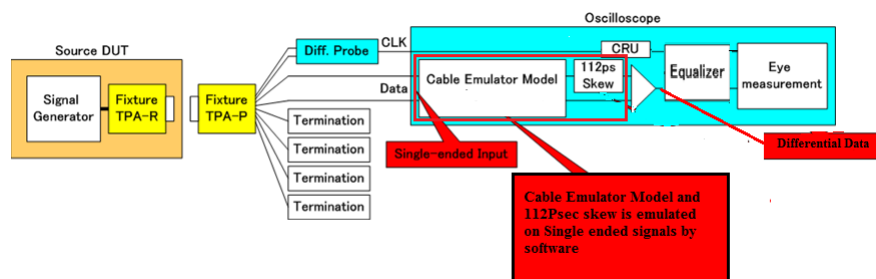 Oscilloscope
Source DUT
Signal
Generator
Fixture
TPA-R
Fixture
TPA-P
Diff. Probe
CLK
Data
Termination
Termination
Termination
Termination
Cable Emulator Model
112ps
Skew
CRU
Equalizer
Eye
measurement
Single-ended Input
Differential Data
Cable Emulator Model and
112Psec skew is emulated
on Single ended signals by
software